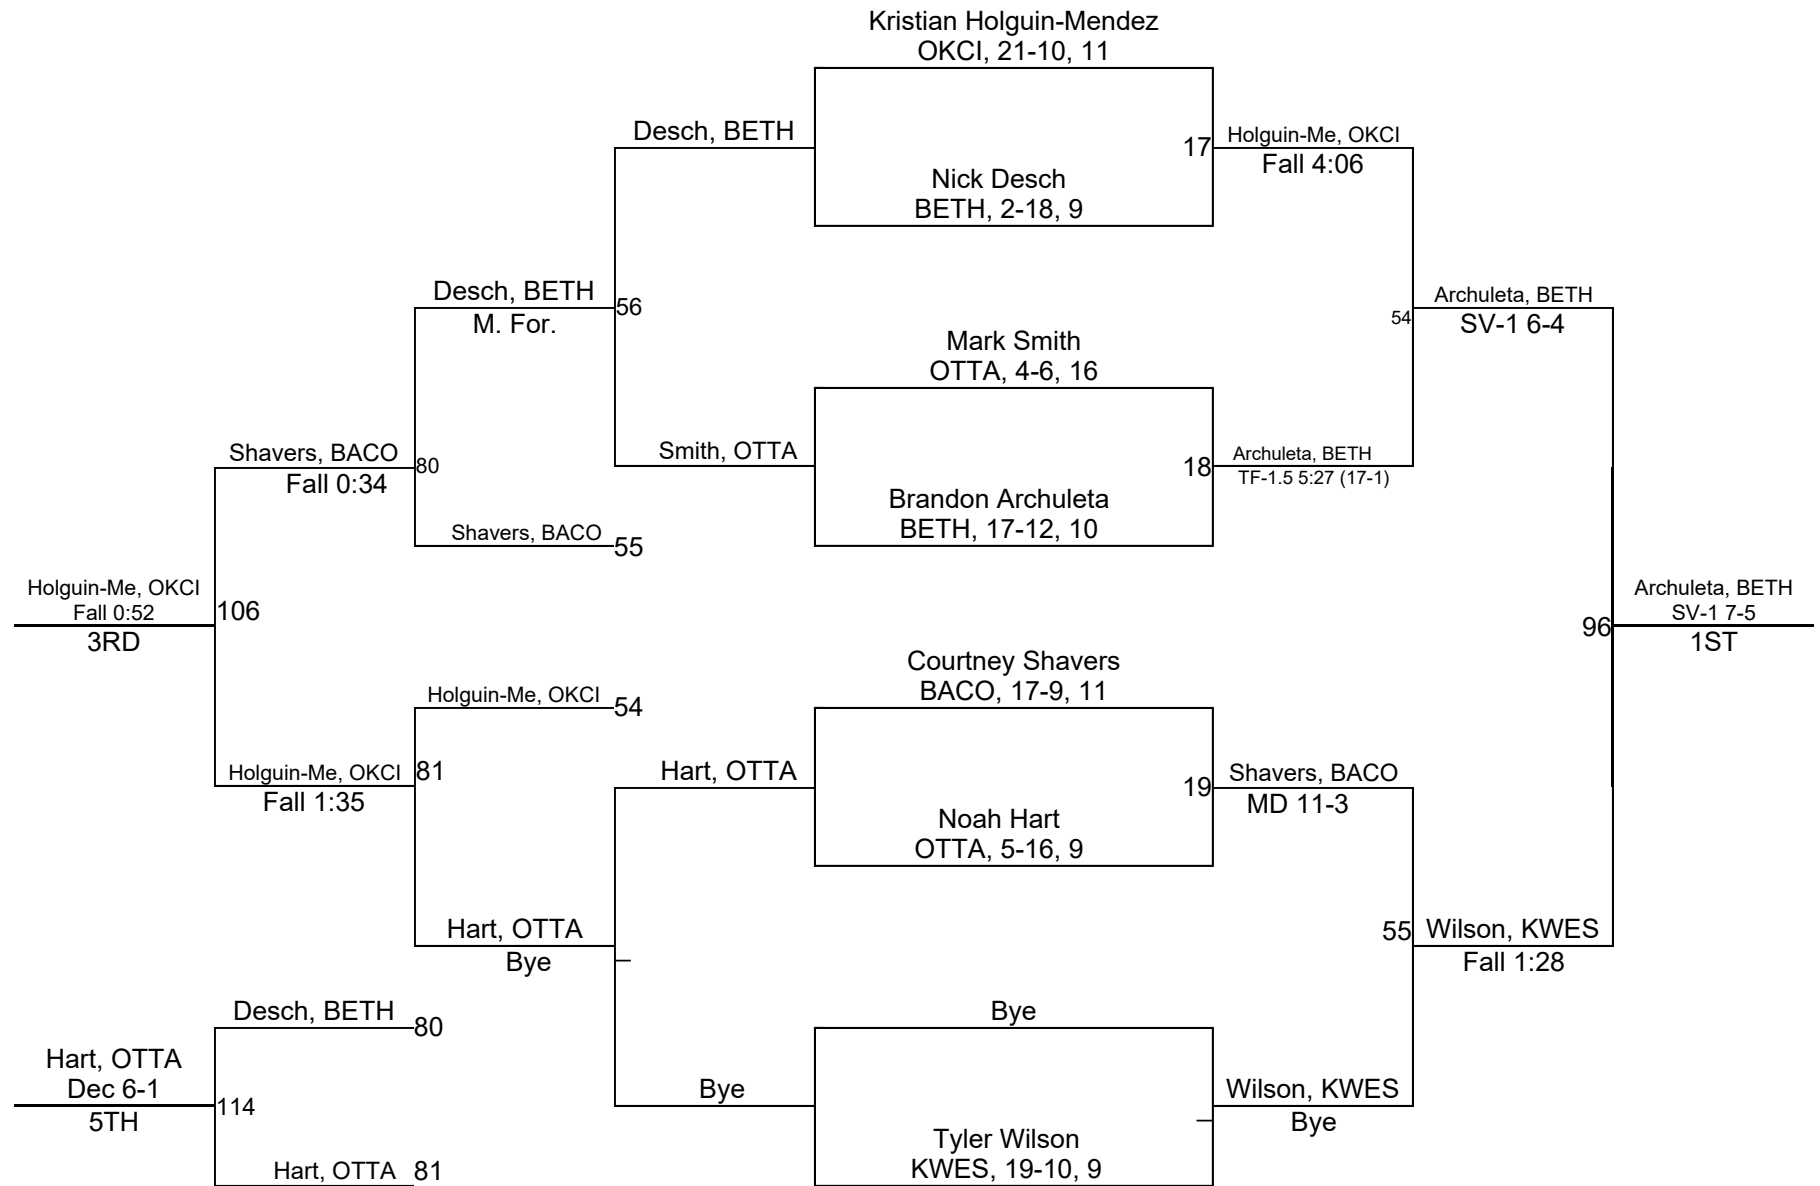 Kristian Holguin-Mendez
OKCI, 21-10, 11
Desch, BETH
17
Holguin-Me, OKCI
Fall 4:06
Nick Desch
BETH, 2-18, 9
Desch, BETH
M. For.
56
54
Archuleta, BETH
SV-1 6-4
Mark Smith
OTTA, 4-6, 16
Shavers, BACO
Fall 0:34
80
Smith, OTTA
18
Archuleta, BETH
TF-1.5 5:27 (17-1)
Brandon Archuleta
BETH, 17-12, 10
Shavers, BACO
55
Holguin-Me, OKCI
Fall 0:52
3RD
106
96
Archuleta, BETH
SV-1 7-5
1ST
Courtney Shavers
BACO, 17-9, 11
Holguin-Me, OKCI
54
Holguin-Me, OKCI
Fall 1:35
81
Hart, OTTA
19
Shavers, BACO
MD 11-3
Noah Hart
OTTA, 5-16, 9
Hart, OTTA
Bye
55
Wilson, KWES
Fall 1:28
Desch, BETH
80
Bye
Hart, OTTA
Dec 6-1
5TH
114
Bye
Wilson, KWES
Bye
Tyler Wilson
KWES, 19-10, 9
Hart, OTTA
81